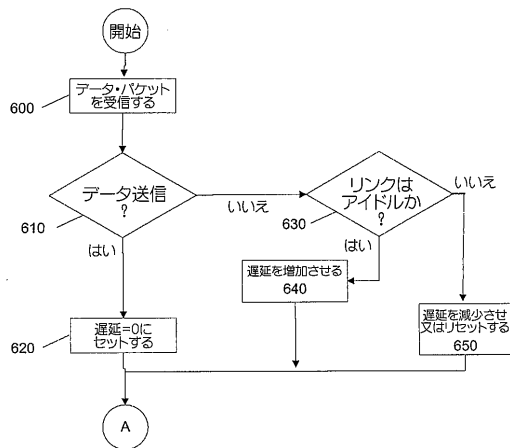 開始
データ・パケット
を受信する
600
データ送信
?
610
いいえ
はい
リンクは
アイドルか
?
630
いいえ
はい
遅延を増加させる
640
遅延=0に
セットする
620
遅延を減少させ
又はリセットする
650
A